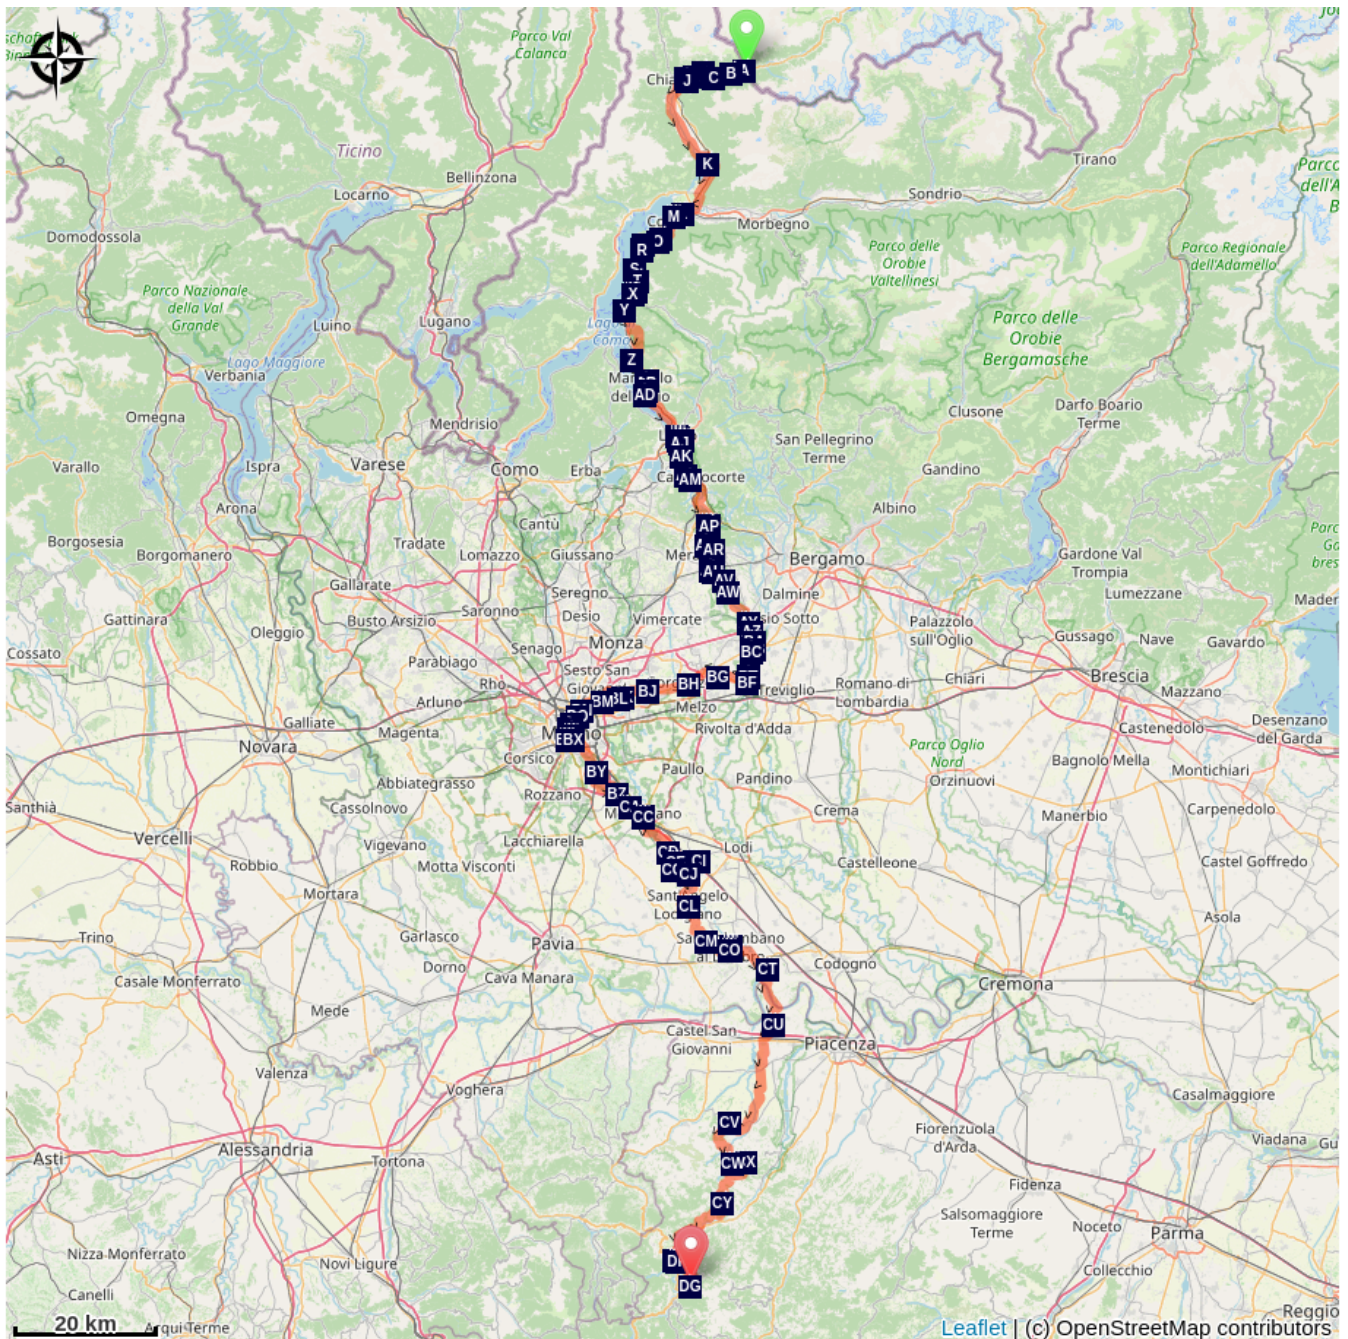 Parco Val
Calanca
A
B
C
J
K
Ticino
Bellinzona
Locarno
Tirano
Sondrio
Morbegno
Domodossola
M
O
R
X
Y
Z
Parco delle
Orobie
Valtellinesi
Parco Regionale
dell'Adamello
Parco Nazionale
della Val
Grande
Luino
Lugano
Parco delle
Orobie
Bergamasche
Lago Maggiore
Verbania
Omegna
Mendrisio
AD
Clusone
Darfo Boario
Terme
San Pellegrino
Terme
Varallo
Ispra
Varese
Como
Erba
AJ
AK
AM
Gandino
Arona
Albino
Cantù
Borgosesia
Borgomanero
Tradate
Lomazzo
Giussano
AP
AR
Bergamo
Gardone Val
Trompia
Gallarate
Seregno
Desio
AW
Dalmine
Lumezzane
Gattinara
Oleggio
Busto Arsizio
Saronno
Vimercate
Palazzolo
sull'Oglio
Gussago
Nave
Gavardo
Cossato
Parabiago
Senago
Monza
BC
Sesto San
Rho
BM
BJ
BH
BG
BF
Treviglio
Romano di
Lombardia
Chiari
Brescia
Mazzano
Arluno
Melzo
Galliate
Magenta
Novara
Rivolta d'Adda
Castenedolo
Desenzano
del Garda
BX
Corsico
BY
Paullo
Pandino
Parco Oglio
Nord
Orzinuovi
Bagnolo Mella
Montichiari
Abbiategrasso
Rozzano
Santhià
Cassolnovo
CC
Crema
Manerbio
Carpenedolo
Vercelli
Vigevano
Lacchiarella
Lodi
Robbio
Motta Visconti
CJ
Castelleone
Castel Goffredo
Mortara
CL
Asola
Trino
Garlasco
Pavia
CM
CO
CT
Codogno
Casale Monferrato
Dorno
Cava Manara
Cremona
Mede
CU
Castel San
Giovanni
Piacenza
Valenza
Voghera
Casalmaggiore
CV
Alessandria
Fiorenzuola
d'Arda
Viadana
Asti
Tortona
CW
Fidenza
CY
Salsomaggiore
Terme
Noceto
Parma
Nizza Monferrato
Novi Ligure
Collecchio
DG
Canelli
20 km
Acqui Terme
Reggio
Leaflet | (c) OpenStreetMap contributors